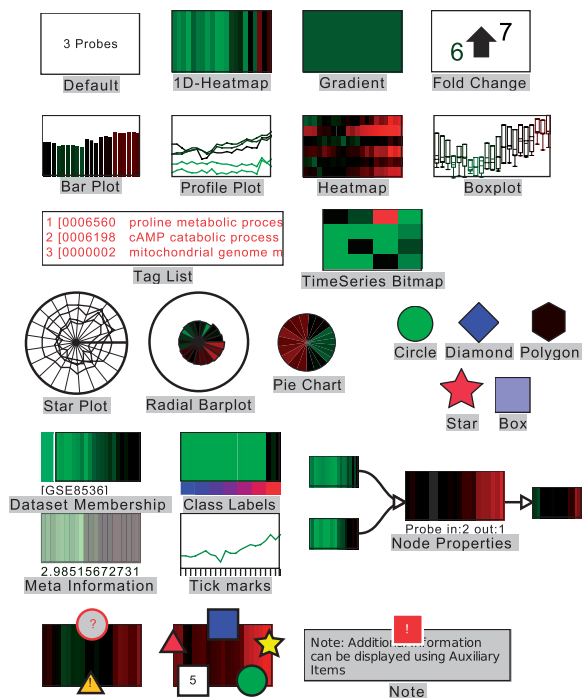 3 Probes
6
7
Default
1D-Heatmap
Gradient
Fold Change
Bar Plot
Profile Plot
Heatmap
Boxplot
1 [0006560 proline metabolic proces
2 [0006198 cAMP catabolic process
3 [0000002 mitochondrial genome m
Tag List
TimeSeries Bitmap
Circle
Diamond
Polygon
Star Plot
Radial Barplot
Pie Chart
Star
Box
[GSE8536]
Dataset Membership
Class Labels
Probe in:2 out:1
Node Properties
2.98515672731
Meta Information
Tick marks
?
!
5
!
Note: Additional information
can be displayed using Auxiliary
Items
Note